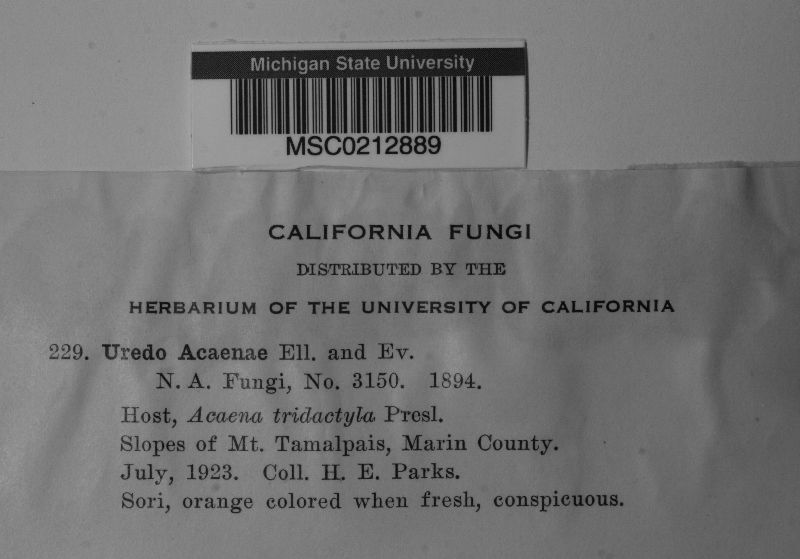 Michigan State University
MSC0212889
CALIFORNIA FUNGI
DISTRIBUTED BY THE
HERBARIUM OF THE UNIVERSITY OF CALIFORNIA
229. Uredo Acaenae Ell. and Ev.
N. A. Fungi, No. 3150. 1894.
Host, Acaena tridactyla Presl.
Slopes of Mt. Tamalpais, Marin County.
July, 1923. Coll. H. E. Parks.
Sori, orange colored when fresh, conspicuous.